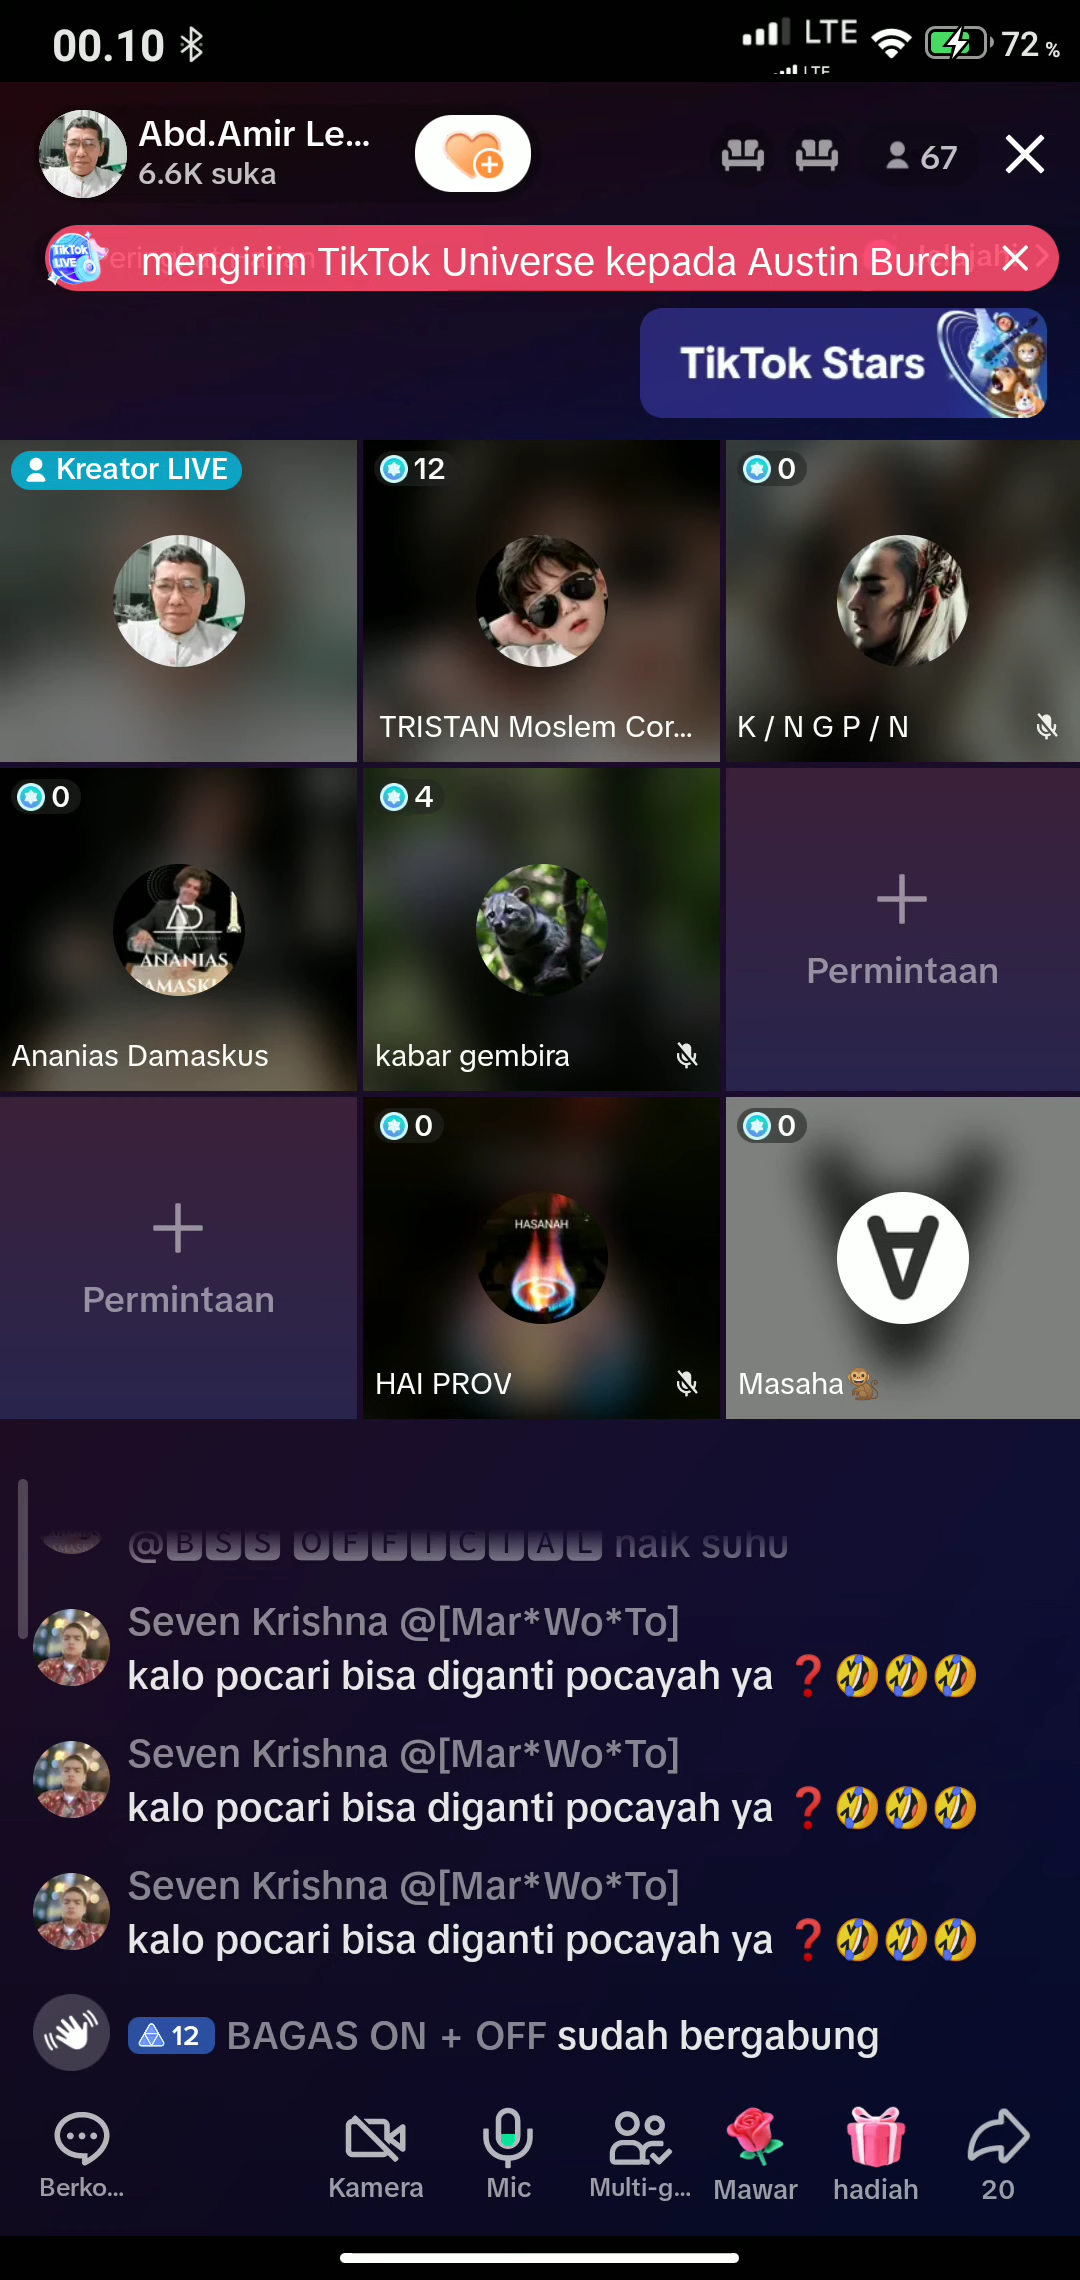 00.10
LTE
72 %
LTE
Abd.Amir Le...
6.6K suka
67
mengirim TikTok Universe kepada Austin Burch
TikTok Stars
Kreator LIVE
12
0
TRISTAN Moslem Cor...
K / N G P / N
0
4
ANANIAS
Permintaan
Ananias Damaskus
kabar gembira
0
0
HASANAH
Permintaan
HAI PROV
Masaha🐒
@🅱🆂🆂 🅾🅵🅵🅸🅲🅸🅰🅻 naik suhu
Seven Krishna @[Mar*Wo*To]
kalo pocari bisa diganti pocayah ya ❓🤣🤣🤣
Seven Krishna @[Mar*Wo*To]
kalo pocari bisa diganti pocayah ya ❓🤣🤣🤣
Seven Krishna @[Mar*Wo*To]
kalo pocari bisa diganti pocayah ya ❓🤣🤣🤣
12 BAGAS ON + OFF sudah bergabung
Berko...
Kamera
Mic
Multi-g...
Mawar
hadiah
20